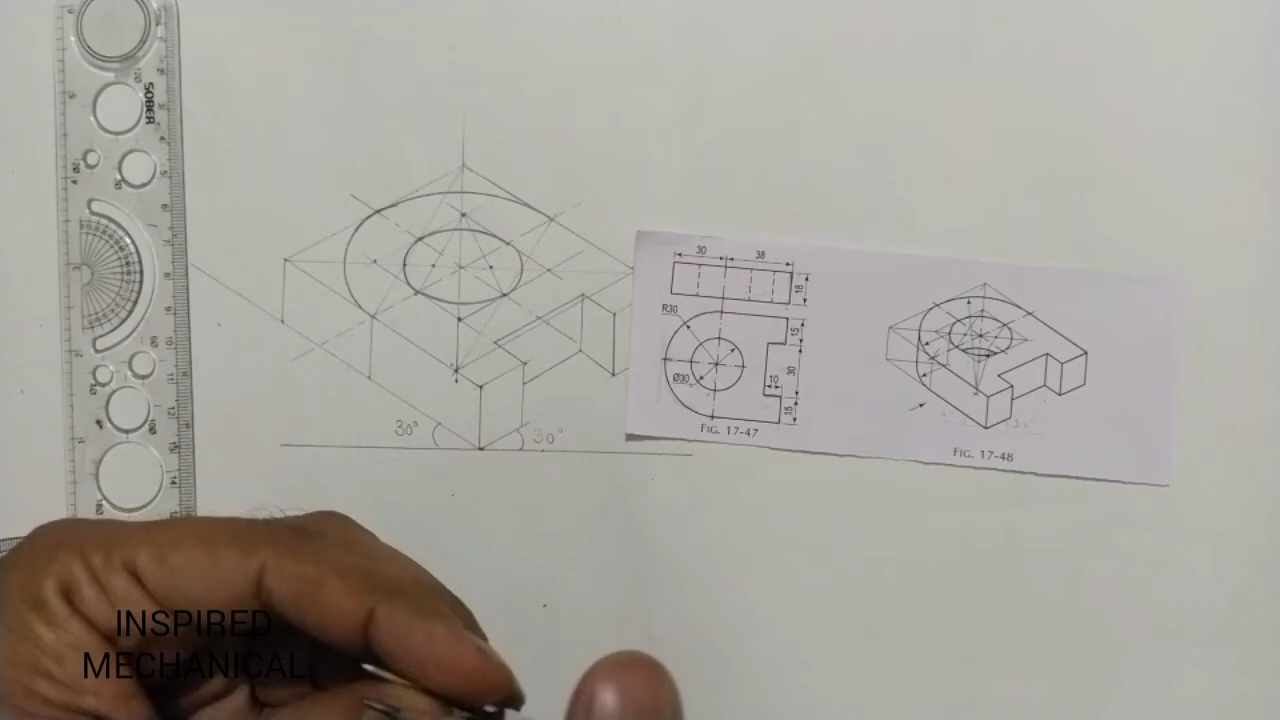 SOBER
30
38
18
R30
15
Ø30
10
30
15
FIG. 17-47
FIG. 17-48
30°
30°
INSPIRED
MECHANICAL